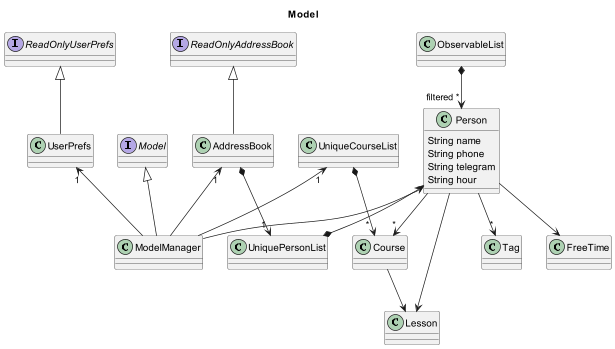 Model
I ReadOnlyUserPrefs
I ReadOnlyAddressBook
C ObservableList
filtered *
C Person
String name
String phone
String telegram
String hour
C UserPrefs
I Model
C AddressBook
C UniqueCourseList
1
1
1
*
*
*
C ModelManager
C UniquePersonList
C Course
C Tag
C FreeTime
C Lesson